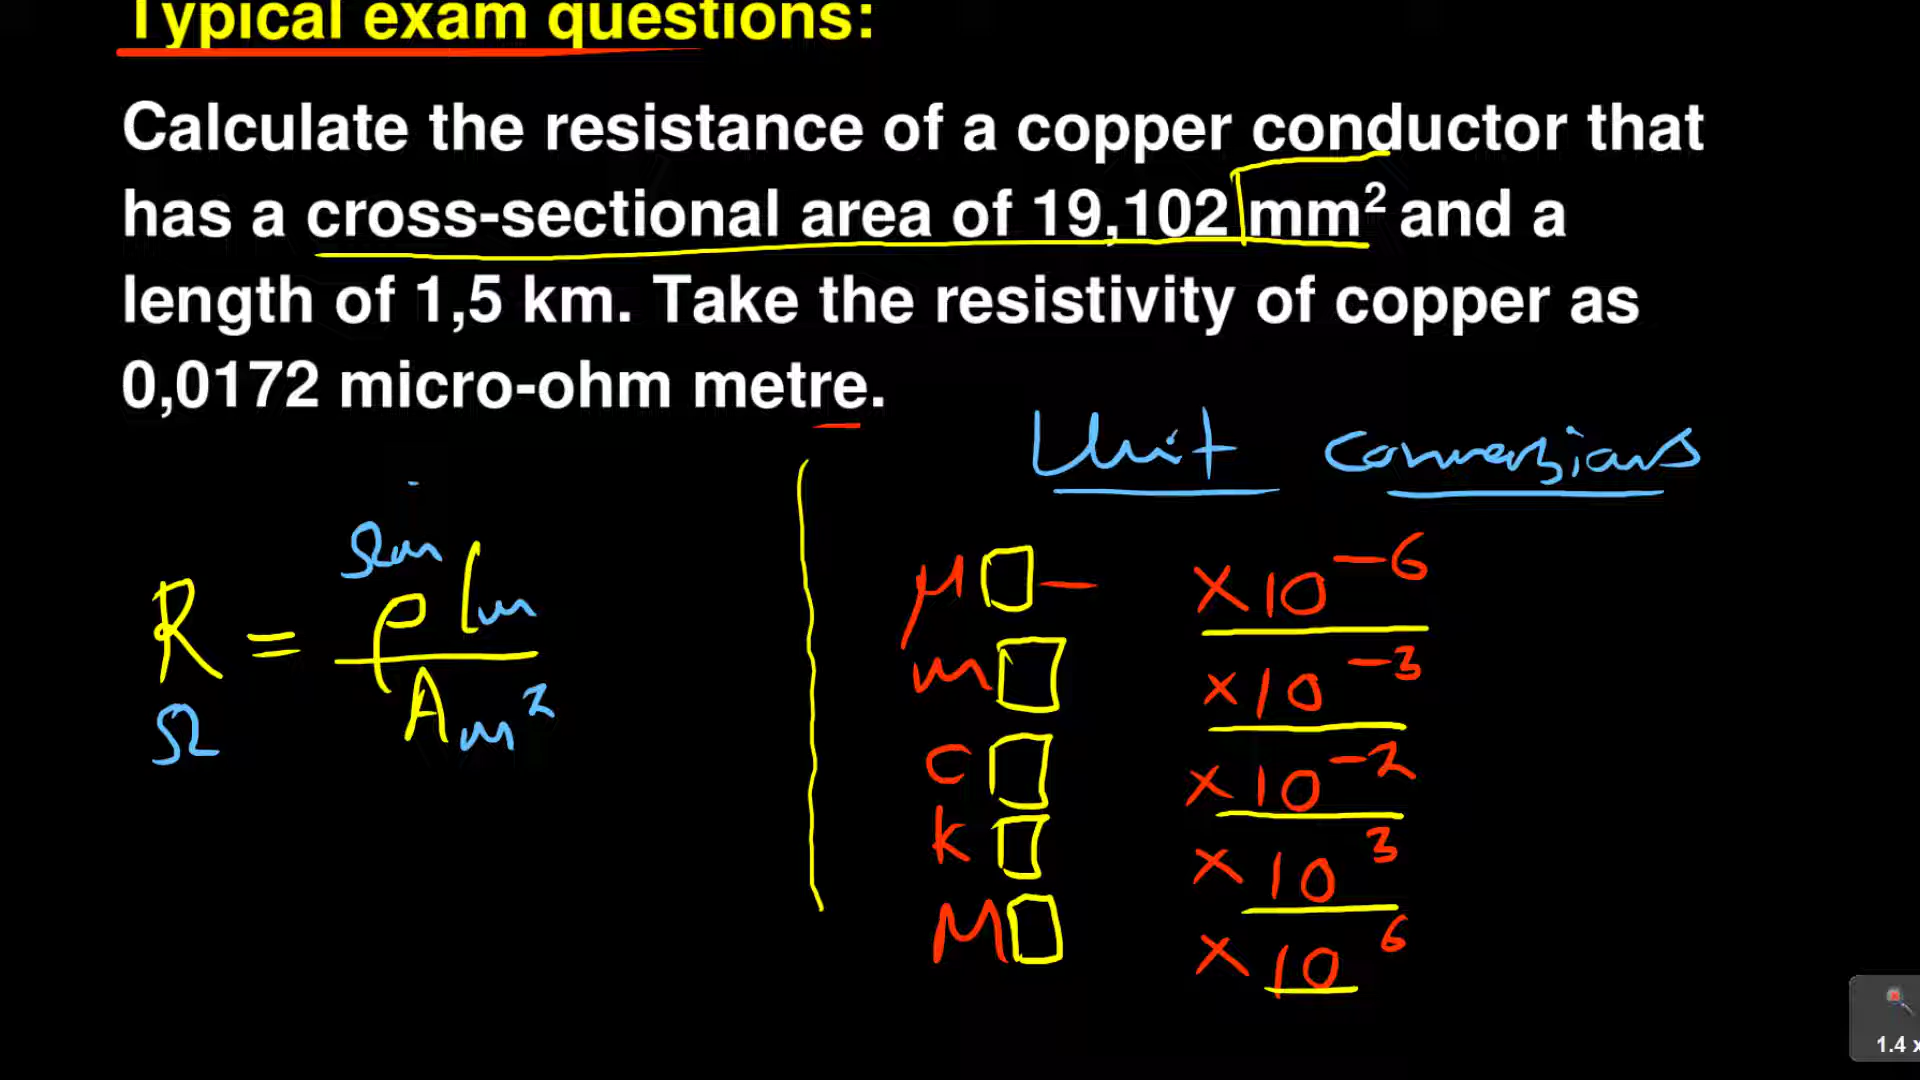 Typical exam questions:
Calculate the resistance of a copper conductor that
has a cross-sectional area of 19,102 mm² and a
length of 1,5 km. Take the resistivity of copper as
0,0172 micro-ohm metre.
Unit conversions
R = ρ l / A
Ω Ωm m m²
μ□ — ×10⁻⁶
m□ ×10⁻³
c□ ×10⁻²
k□ ×10³
M□ ×10⁶
1.4 x